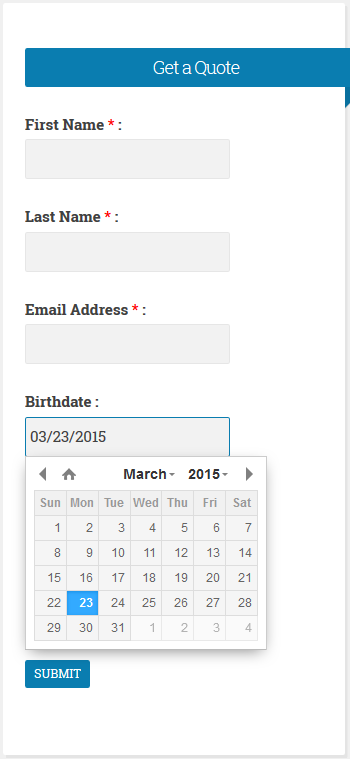 Get a Quote
First Name * :
Last Name * :
Email Address * :
Birthdate :
03/23/2015
March 2015
Sun Mon Tue Wed Thu Fri Sat
1 2 3 4 5 6 7
8 9 10 11 12 13 14
15 16 17 18 19 20 21
22 23 24 25 26 27 28
29 30 31 1 2 3 4
SUBMIT